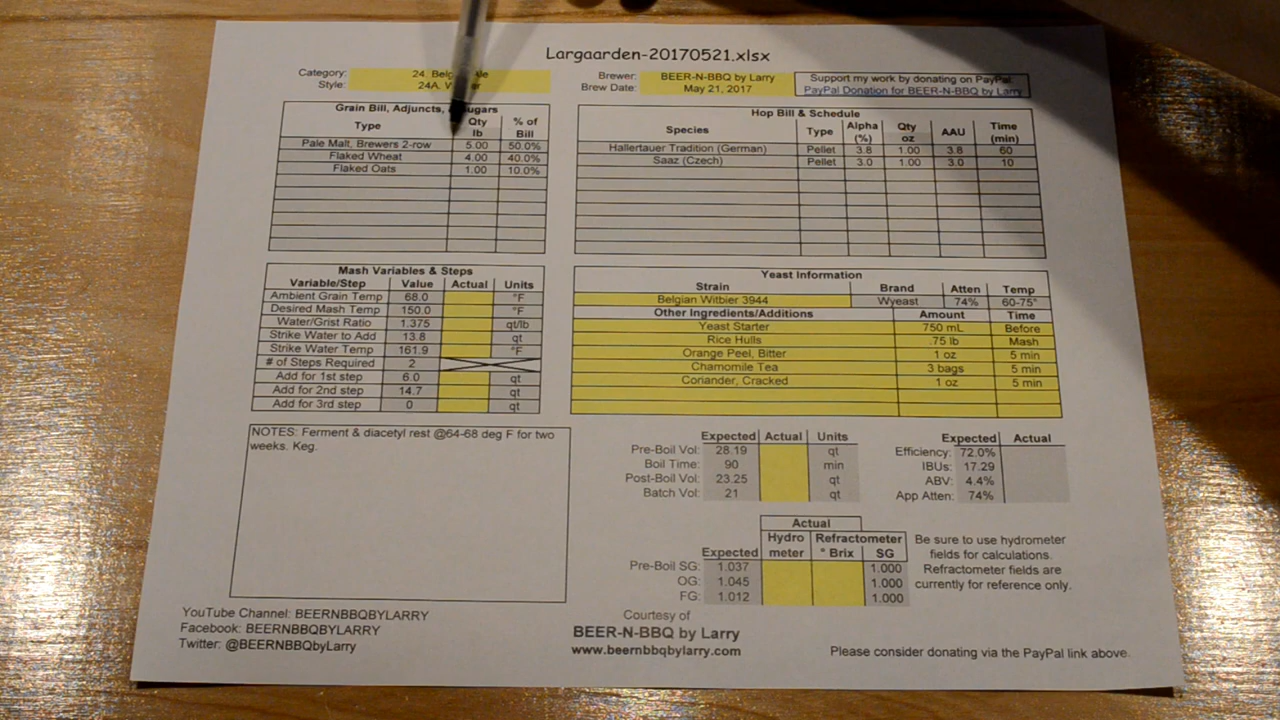 Largaarden-20170521.xlsx
Category: 24. Belg
Style: 24A.
Brewer: BEER-N-BBQ by Larry
Brew Date: May 21, 2017
Support my work by donating on PayPal
PayPal Donation for BEER-N-BBQ by Larry
Grain Bill, Adjuncts,
Type Qty lb % of Bill
Pale Malt, Brewers 2-row 5.00 50.0%
Flaked Wheat 4.00 40.0%
Flaked Oats 1.00 10.0%
Hop Bill & Schedule
Species Type Alpha (%) Qty oz AAU Time (min)
Hallertauer Tradition (German) Pellet 3.8 1.00 3.8 60
Saaz (Czech) Pellet 3.0 1.00 3.0 10
Mash Variables & Steps
Variable/Step Value Actual Units
Ambient Grain Temp 68.0 °F
Desired Mash Temp 150.0 °F
Water/Grist Ratio 1.375 qt/lb
Strike Water to Add 13.8 qt
Strike Water Temp 161.9 °F
# of Steps Required 2
Add for 1st step 6.0 qt
Add for 2nd step 14.7 qt
Add for 3rd step 0 qt
Yeast Information
Strain Brand Atten Temp
Belgian Witbier 3944 Wyeast 74% 60-75°
Other Ingredients/Additions Amount Time
Yeast Starter 750 mL Before
Rice Hulls .75 lb Mash
Orange Peel, Bitter 1 oz 5 min
Chamomile Tea 3 bags 5 min
Coriander, Cracked 1 oz 5 min
NOTES: Ferment & diacetyl rest @64-68 deg F for two
weeks. Keg.
Expected Actual Units
Pre-Boil Vol: 28.19 qt
Boil Time: 90 min
Post-Boil Vol: 23.25 qt
Batch Vol: 21 qt
Expected Actual
Efficiency: 72.0%
IBUs: 17.29
ABV: 4.4%
App Atten: 74%
Actual
Expected Hydro meter Refractometer ° Brix SG
Pre-Boil SG: 1.037 1.000
OG: 1.045 1.000
FG: 1.012 1.000
Be sure to use hydrometer
fields for calculations.
Refractometer fields are
currently for reference only.
YouTube Channel: BEERNBBQBYLARRY
Facebook: BEERNBBQBYLARRY
Twitter: @BEERNBBQbyLarry
Courtesy of
BEER-N-BBQ by Larry
www.beernbbqbylarry.com
Please consider donating via the PayPal link above.